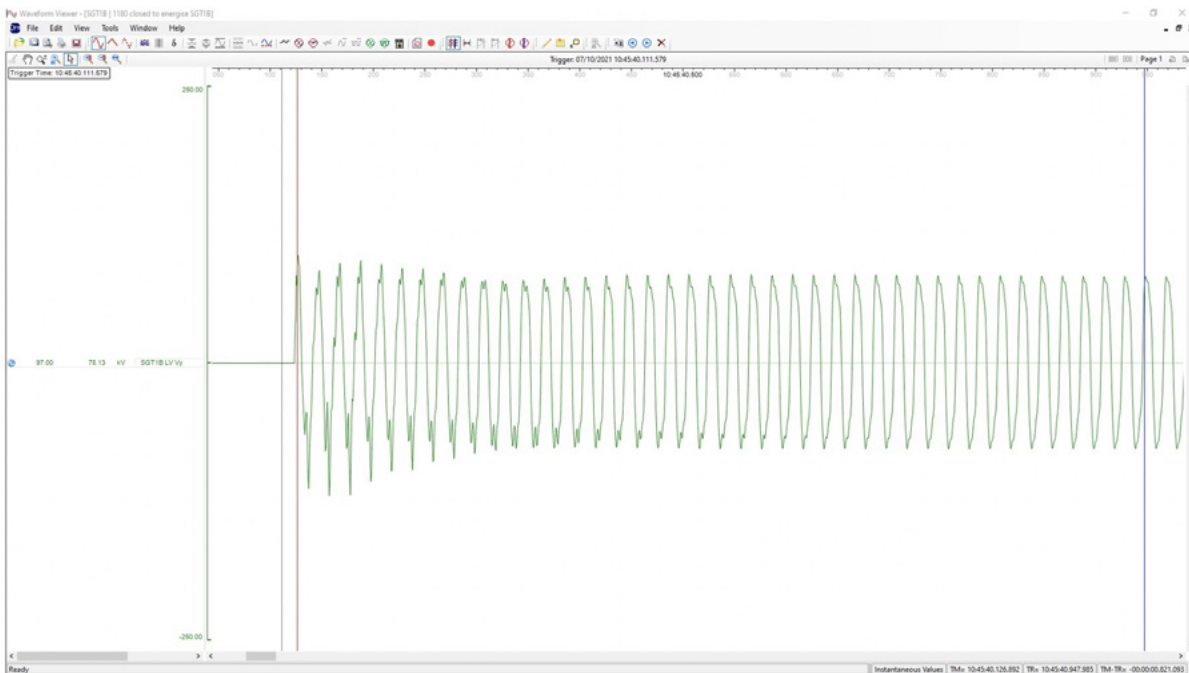 Waveform Viewer - [SGT1B | 1180 closed to energise SGT1B]
File Edit View Tools Window Help
Trigger: 07/10/2021 10:45:40.111.579
Page 1
Trigger Time: 10:45:40.111.579
10:45:40.500
260.00
97.00 78.13 kV SGT1B LV Vy
-260.00
Ready
Instantaneous Values TM= 10:45:40.126.892 TR= 10:45:40.947.985 TM-TR= -00:00:00.821.093